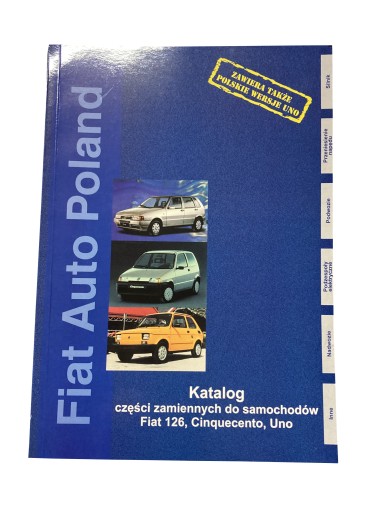 Fiat Auto Poland
ZAWIERA TAKŻE
POLSKIE WERSJE UNO
Silnik
Przeniesienie
napędu
Podwozie
Podzespoły
elektryczne
Nadwozie
Inne
Katalog
części zamiennych do samochodów
Fiat 126, Cinquecento, Uno